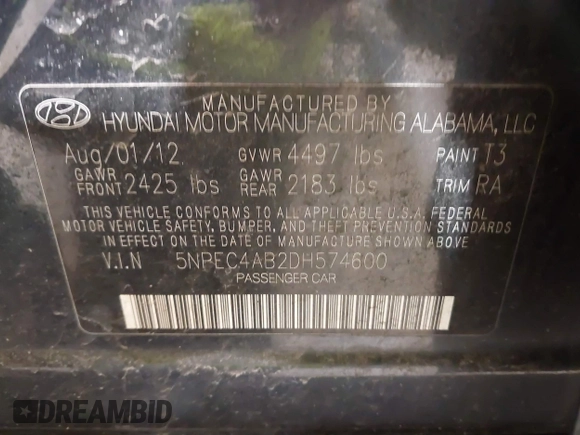 MANUFACTURED BY
HYUNDAI MOTOR MANUFACTURING ALABAMA, LLC
Aug/01/12 GVWR 4497 lbs PAINT T3
GAWR FRONT 2425 lbs GAWR REAR 2183 lbs TRIM RA
THIS VEHICLE CONFORMS TO ALL APPLICABLE U.S.A. FEDERAL
MOTOR VEHICLE SAFETY, BUMPER, AND THEFT PREVENTION STANDARDS
IN EFFECT ON THE DATE OF MANUFACTURE SHOWN ABOVE.
V.I.N 5NPEC4AB2DH574600
PASSENGER CAR
DREAMBID